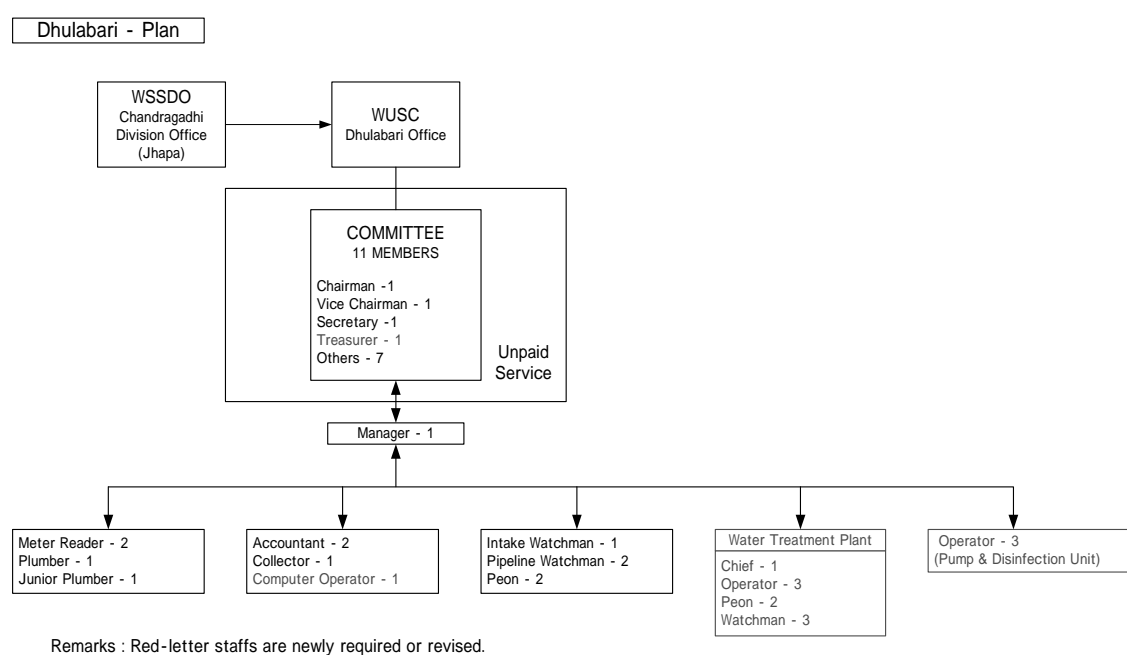 Dhulabari - Plan
WSSDO
Chandragadhi
Division Office
(Jhapa)
WUSC
Dhulabari Office
COMMITTEE
11 MEMBERS
Chairman -1
Vice Chairman - 1
Secretary -1
Treasurer - 1
Others - 7
Unpaid
Service
Manager - 1
Meter Reader - 2
Plumber - 1
Junior Plumber - 1
Accountant - 2
Collector - 1
Computer Operator - 1
Intake Watchman - 1
Pipeline Watchman - 2
Peon - 2
Water Treatment Plant
Chief - 1
Operator - 3
Peon - 2
Watchman - 3
Operator - 3
(Pump & Disinfection Unit)
Remarks : Red-letter staffs are newly required or revised.